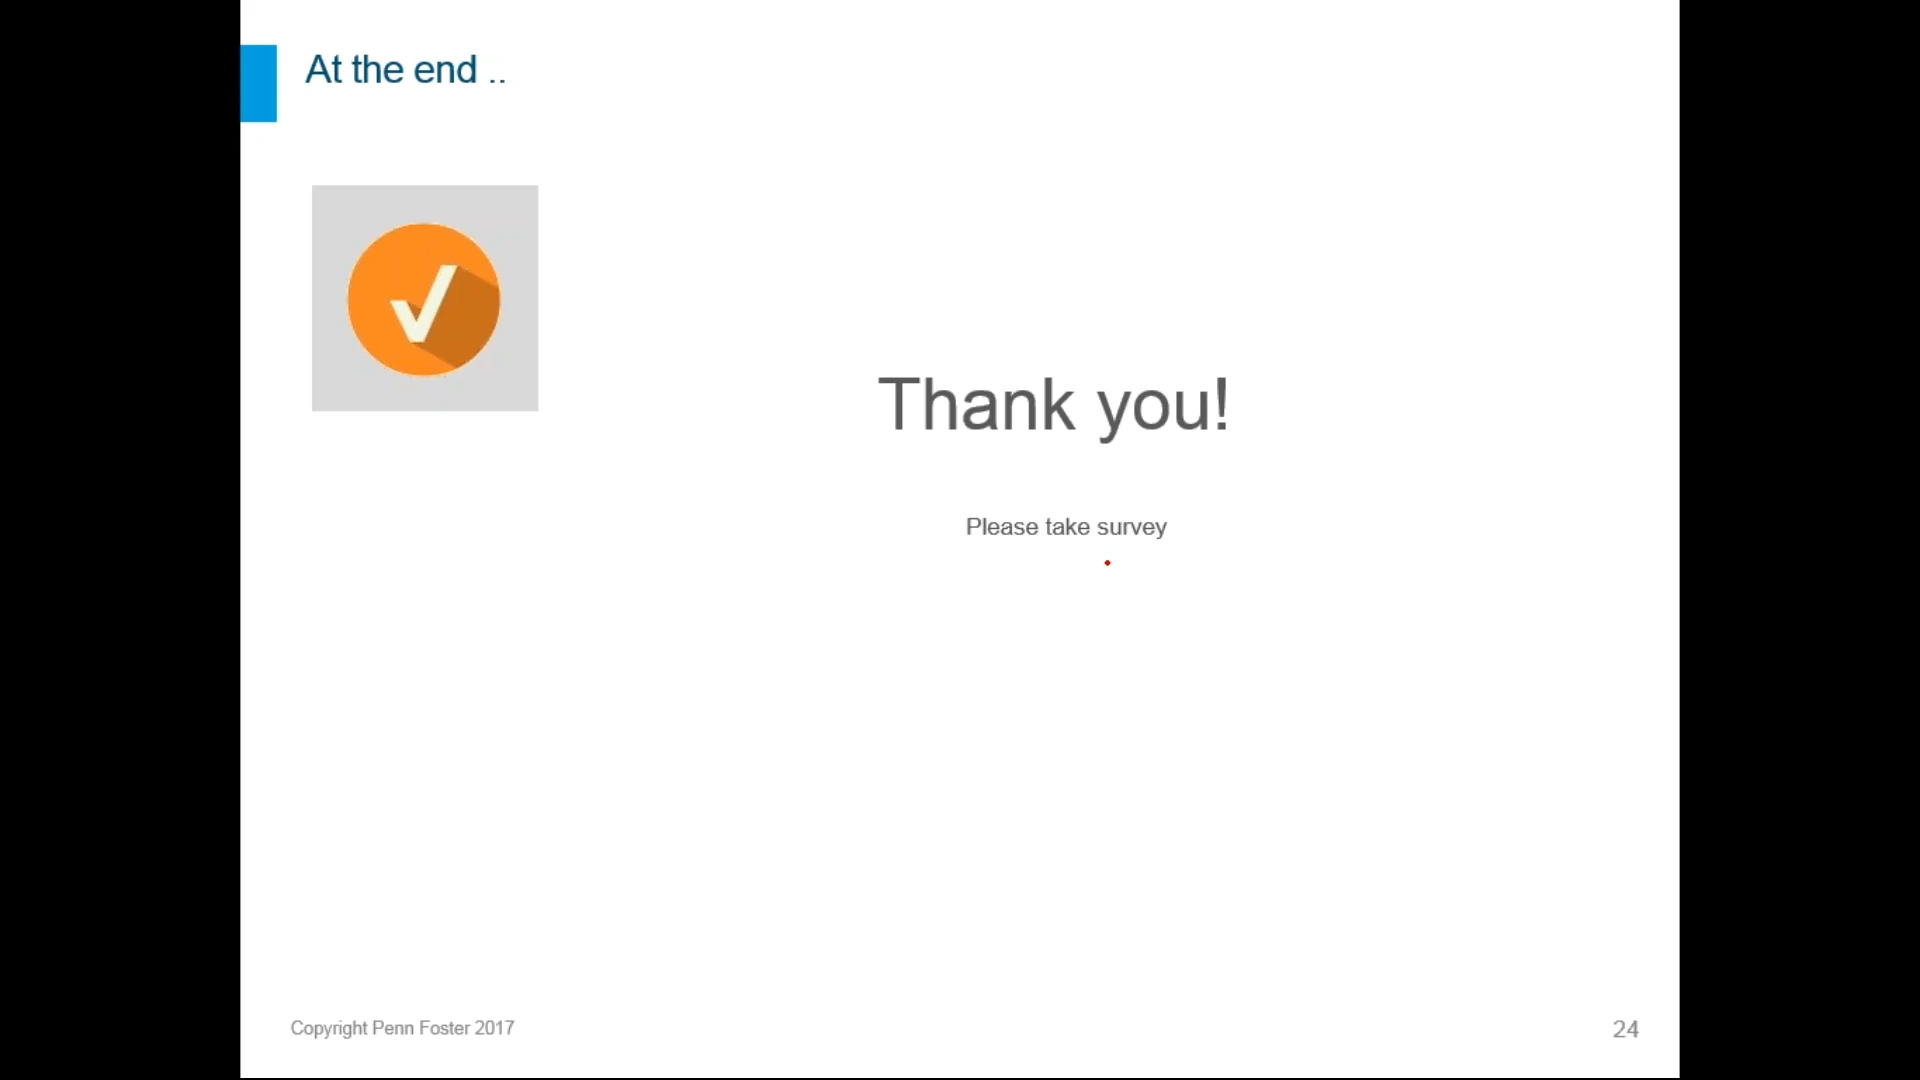 At the end ..
Thank you!
Please take survey
Copyright Penn Foster 2017
24